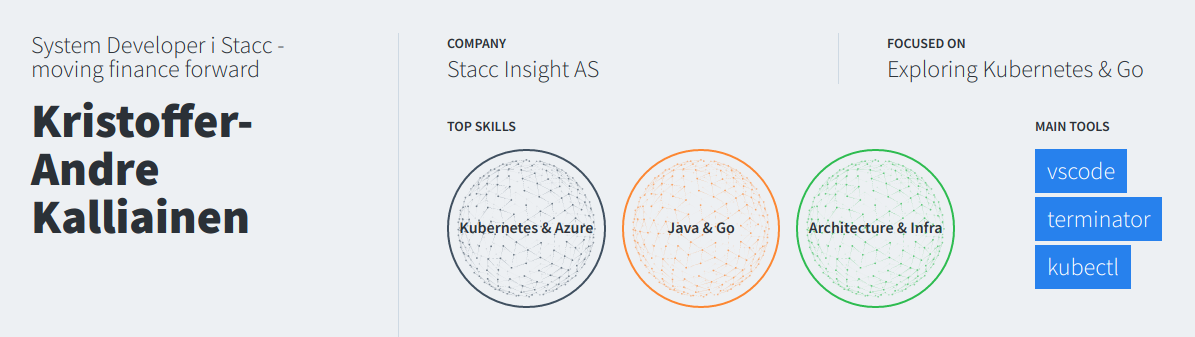 System Developer i Stacc -
moving finance forward
Kristoffer-
Andre
Kalliainen
COMPANY
Stacc Insight AS
FOCUSED ON
Exploring Kubernetes & Go
TOP SKILLS
Kubernetes & Azure
Java & Go
Architecture & Infra
MAIN TOOLS
vscode
terminator
kubectl